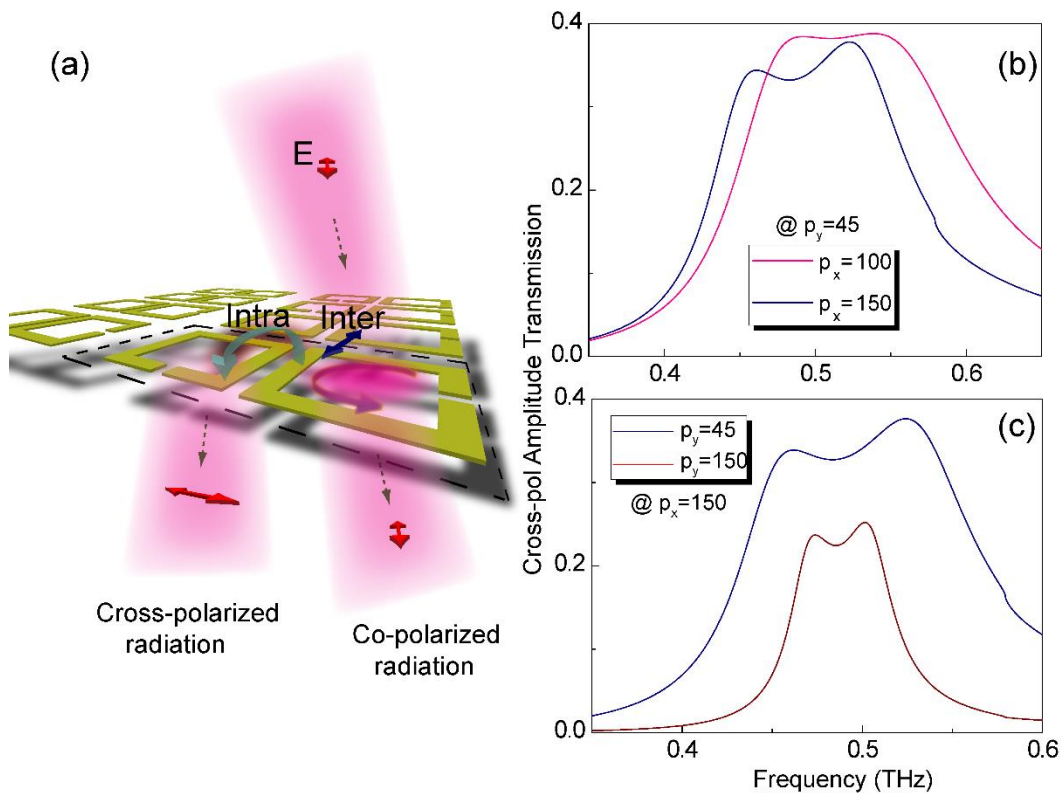 (a)
E
Intra
Inter
Cross-polarized
radiation
Co-polarized
radiation
Cross-pol Amplitude Transmission
(b)
0.4
0.2
0.0
0.4
0.5
0.6
@ p_y=45
p_x=100
p_x=150
(c)
0.4
0.2
0.0
0.4
0.5
0.6
p_y=45
p_y=150
@ p_x=150
Frequency (THz)